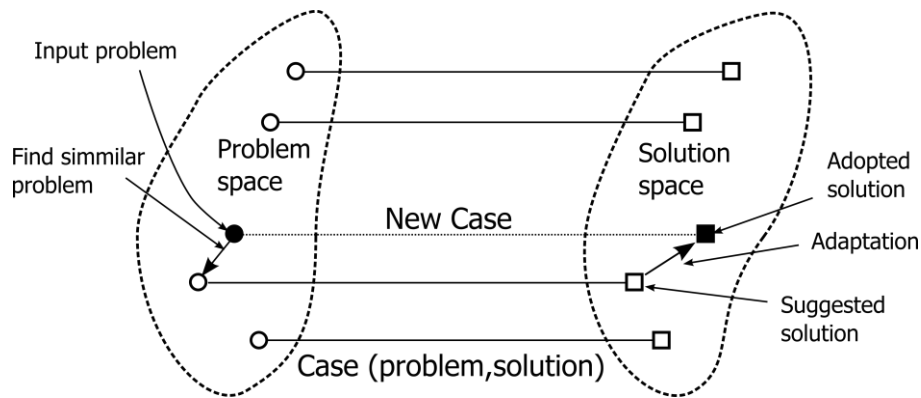 Input problem
Find simmilar
problem
Problem
space
Solution
space
New Case
Adopted
solution
Adaptation
Suggested
solution
Case (problem,solution)